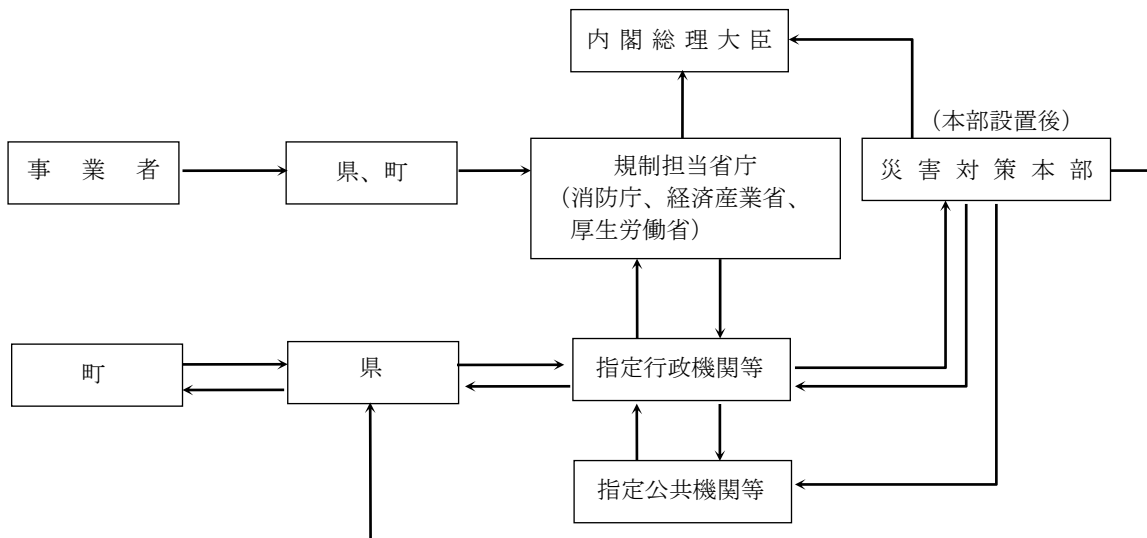 内閣総理大臣
(本部設置後)
事業者
県、町
規制担当省庁
(消防庁、経済産業省、
厚生労働省)
災害対策本部
町
県
指定行政機関等
指定公共機関等